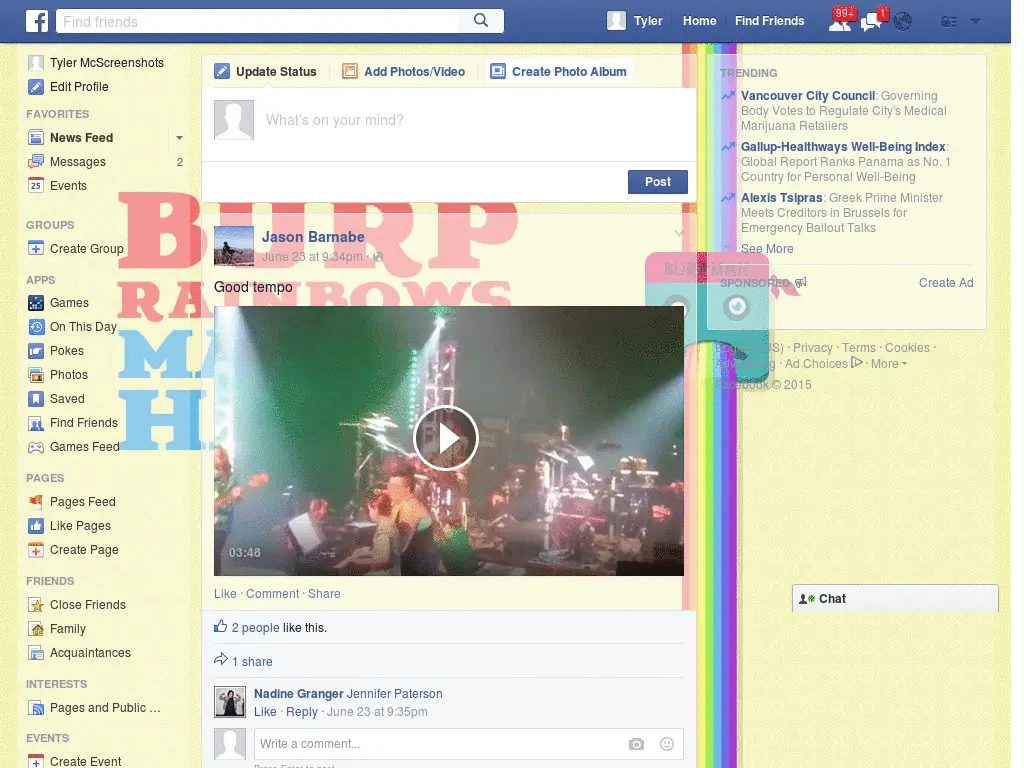 Find friends
Tyler
Home
Find Friends
99+
1
Tyler McScreenshots
Edit Profile
FAVORITES
News Feed
Messages 2
25 Events
GROUPS
Create Group
APPS
Games
On This Day
Pokes
Photos
Saved
Find Friends
Games Feed
PAGES
Pages Feed
Like Pages
Create Page
FRIENDS
Close Friends
Family
Acquaintances
INTERESTS
Pages and Public ...
EVENTS
Create Event
BURP
RAINBOWS
Update Status
Add Photos/Video
Create Photo Album
What's on your mind?
Post
Jason Barnabe
June 23 at 9:34pm ·
Good tempo
03:48
Like · Comment · Share
2 people like this.
1 share
Nadine Granger Jennifer Paterson
Like · Reply · June 23 at 9:35pm
Write a comment...
TRENDING
Vancouver City Council: Governing
Body Votes to Regulate City's Medical
Marijuana Retailers
Gallup-Healthways Well-Being Index:
Global Report Ranks Panama as No. 1
Country for Personal Well-Being
Alexis Tsipras: Greek Prime Minister
Meets Creditors in Brussels for
Emergency Bailout Talks
See More
SPONSORED
Create Ad
· Privacy · Terms · Cookies ·
· Ad Choices · More
Facebook © 2015
Chat